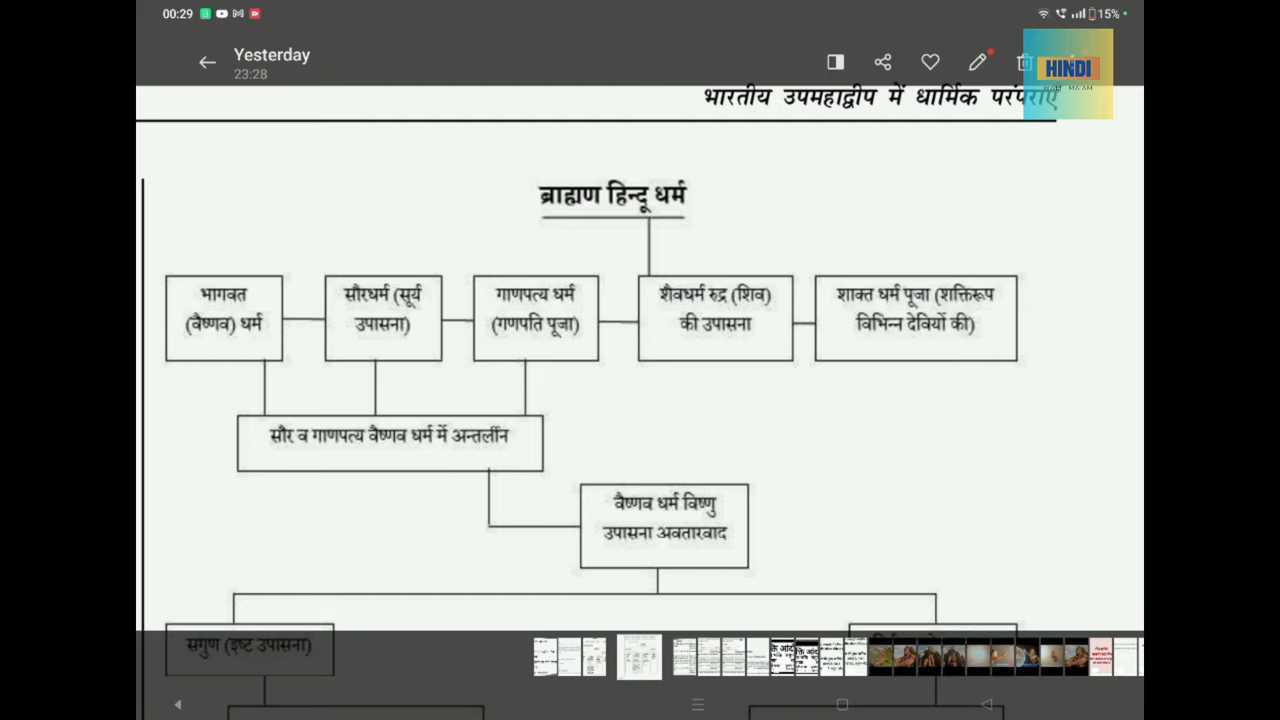 00:29
15%
Yesterday
23:28
HINDI
भारतीय उपमहाद्वीप में धार्मिक परंपराएं
ब्राह्मण हिन्दू धर्म
भागवत
(वैष्णव) धर्म
सौरधर्म (सूर्य
उपासना)
गाणपत्य धर्म
(गणपति पूजा)
शैवधर्म रुद्र (शिव)
की उपासना
शाक्त धर्म पूजा (शक्तिरूप
विभिन्न देवियों की)
सौर व गाणपत्य वैष्णव धर्म में अन्तर्लीन
वैष्णव धर्म विष्णु
उपासना अवतारवाद
सगुण (इष्ट उपासना)